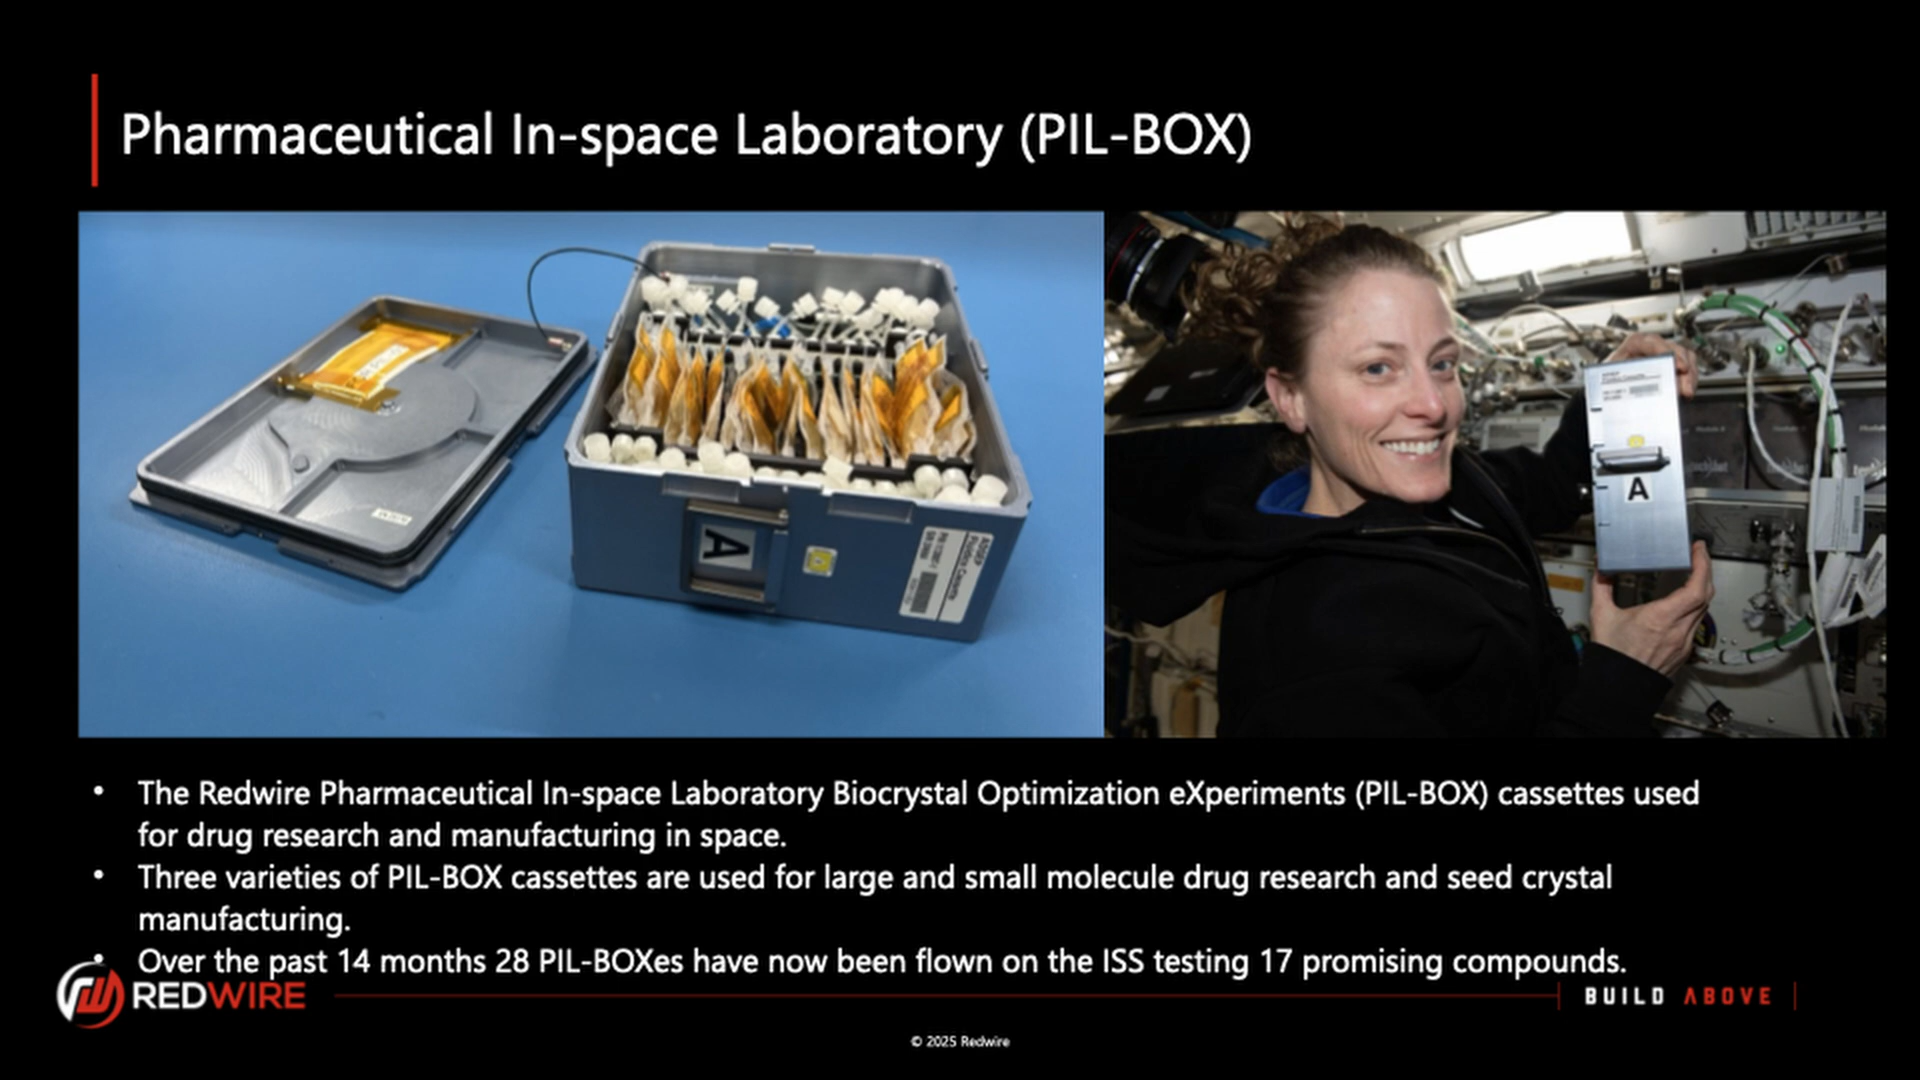 Pharmaceutical In-space Laboratory (PIL-BOX)
A
A
• The Redwire Pharmaceutical In-space Laboratory Biocrystal Optimization eXperiments (PIL-BOX) cassettes used
for drug research and manufacturing in space.
• Three varieties of PIL-BOX cassettes are used for large and small molecule drug research and seed crystal
manufacturing.
• Over the past 14 months 28 PIL-BOXes have now been flown on the ISS testing 17 promising compounds.
REDWIRE
BUILD ABOVE
© 2025 Redwire